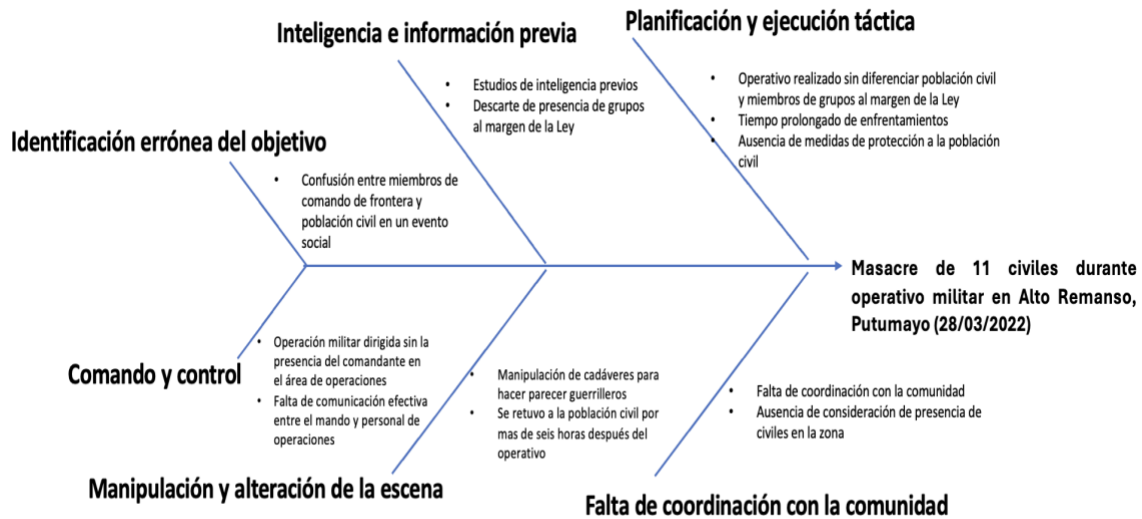 Inteligencia e información previa
• Estudios de inteligencia previos
• Descarte de presencia de grupos
al margen de la Ley
Planificación y ejecución táctica
• Operativo realizado sin diferenciar población civil
y miembros de grupos al margen de la Ley
• Tiempo prolongado de enfrentamientos
• Ausencia de medidas de protección a la población
civil
Identificación errónea del objetivo
• Confusión entre miembros de
comando de frontera y
población civil en un evento
social
Masacre de 11 civiles durante
operativo militar en Alto Remanso,
Putumayo (28/03/2022)
Comando y control
• Operación militar dirigida sin la
presencia del comandante en
el área de operaciones
• Falta de comunicación efectiva
entre el mando y personal de
operaciones
Manipulación y alteración de la escena
• Manipulación de cadáveres para
hacer parecer guerrilleros
• Se retuvo a la población civil por
mas de seis horas después del
operativo
Falta de coordinación con la comunidad
• Falta de coordinación con la comunidad
• Ausencia de consideración de presencia de
civiles en la zona